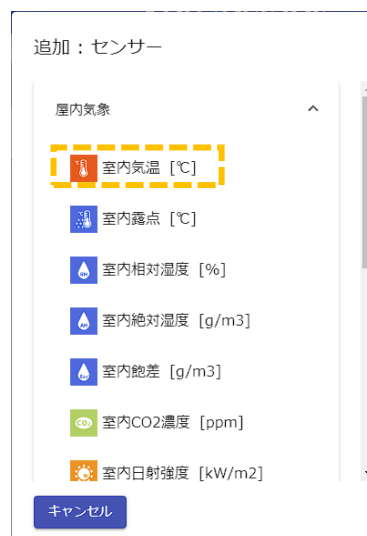 追加：センサー
屋内気象
室内気温 [℃]
室内露点 [℃]
室内相対湿度 [%]
室内絶対湿度 [g/m3]
室内飽差 [g/m3]
CO2
室内CO2濃度 [ppm]
室内日射強度 [kW/m2]
キャンセル